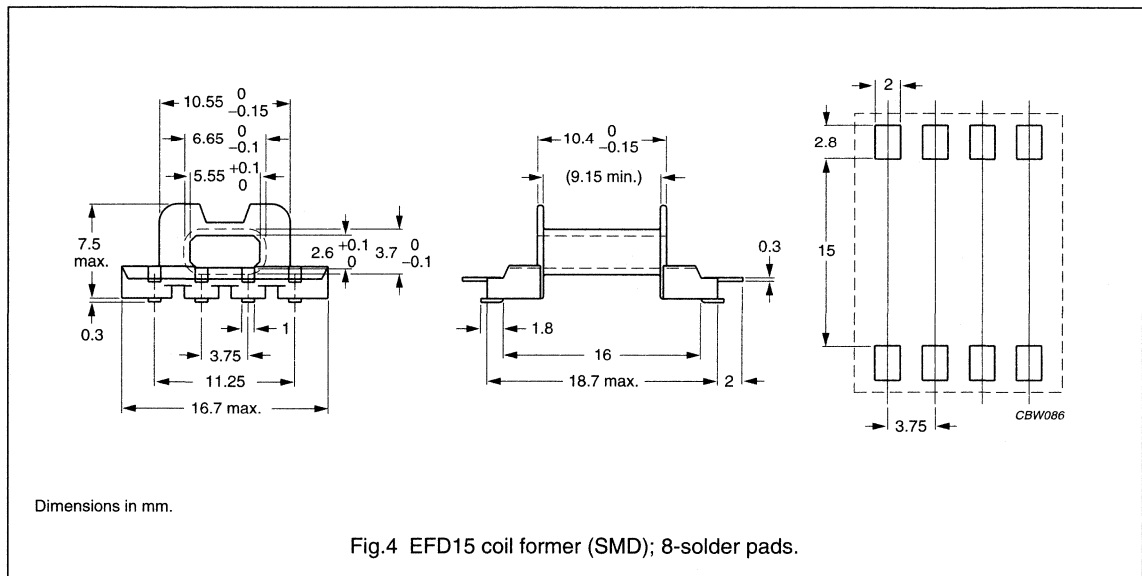 10.55 0 −0.15
6.65 0 −0.1
5.55 +0.1 0
7.5 max.
2.6 +0.1 0
3.7 0 −0.1
0.3
1
3.75
11.25
16.7 max.
10.4 0 −0.15
(9.15 min.)
0.3
1.8
16
18.7 max.
2
2
2.8
15
3.75
CBW086
Dimensions in mm.
Fig.4 EFD15 coil former (SMD); 8-solder pads.